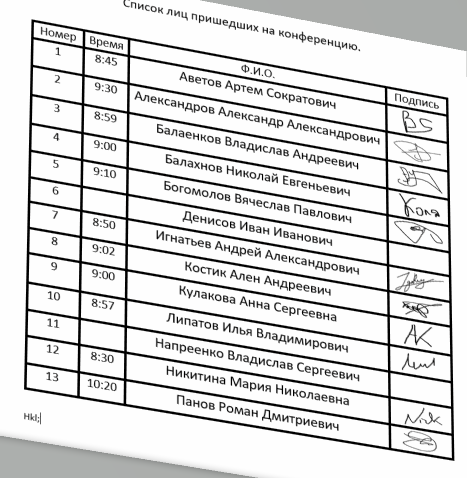 Список лиц пришедших на конференцию.
Номер Время Ф.И.О. Подпись
1 8:45 Аветов Артем Сократович BS
2 9:30 Александров Александр Александрович
3 8:59 Балаенков Владислав Андреевич
4 9:00 Балахнов Николай Евгеньевич Коля
5 9:10 Богомолов Вячеслав Павлович
6 Денисов Иван Иванович
7 8:50 Игнатьев Андрей Александрович
8 9:02 Костик Ален Андреевич
9 9:00 Кулакова Анна Сергеевна АК
10 8:57 Липатов Илья Владимирович
11 Напреенко Владислав Сергеевич
12 8:30 Никитина Мария Николаевна
13 10:20 Панов Роман Дмитриевич
Hkl;